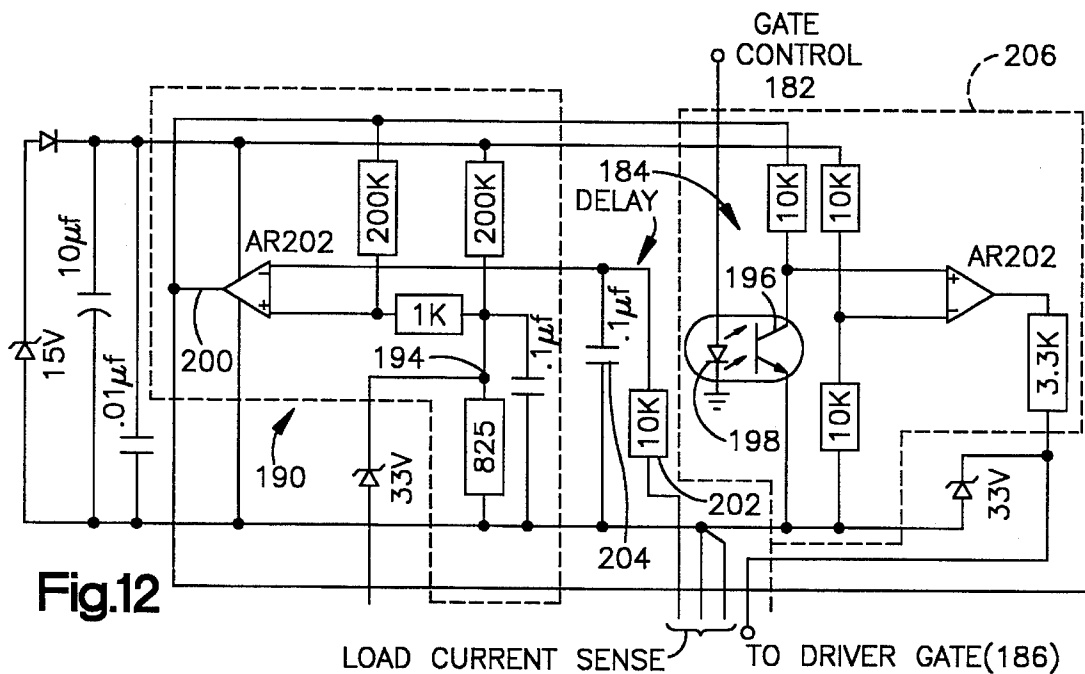 GATE
CONTROL
182
206
184
DELAY
200K
200K
10K
10K
10µf
AR202
AR202
196
1K
.1µf
.1µf
15V
200
194
.01µf
3.3K
198
10K
10K
190
825
33V
202
33V
204
Fig.12
LOAD CURRENT SENSE
TO DRIVER GATE(186)